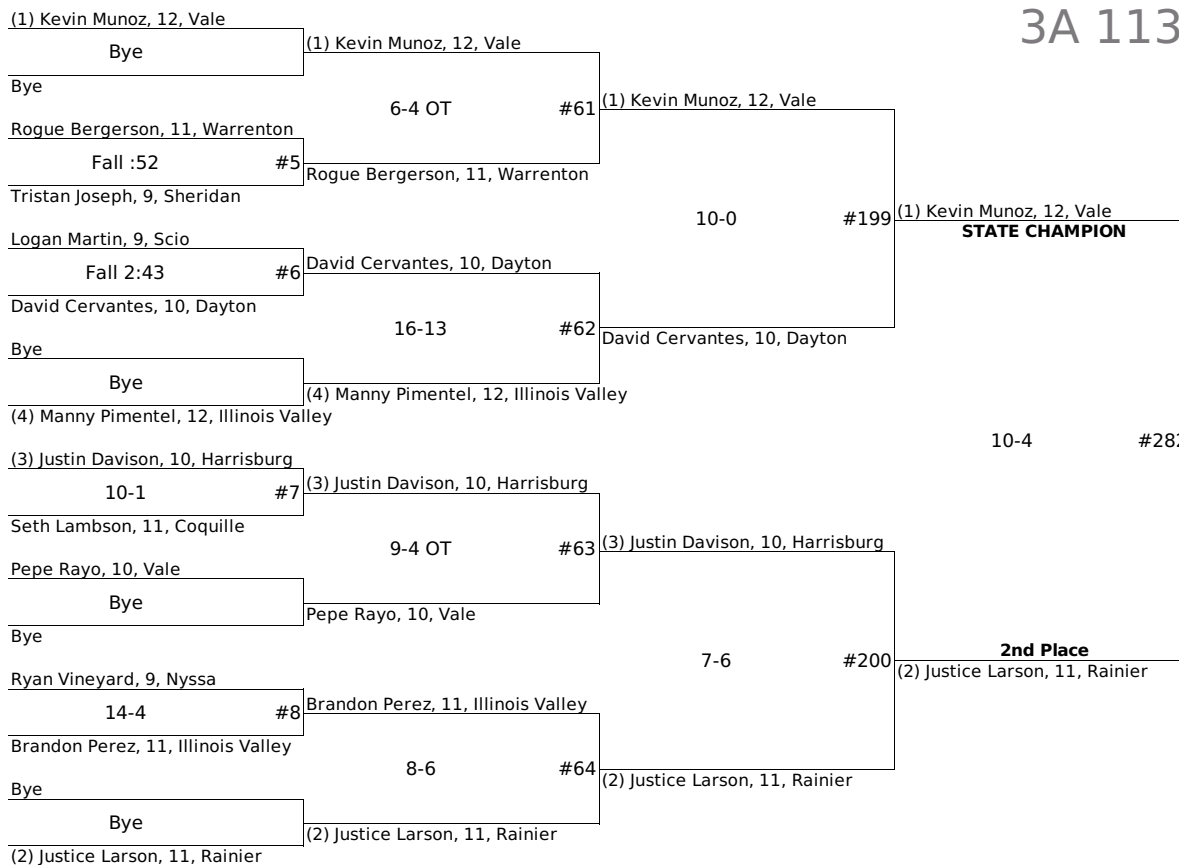 3A 113
(1) Kevin Munoz, 12, Vale
Bye
Bye
(1) Kevin Munoz, 12, Vale
6-4 OT #61
Rogue Bergerson, 11, Warrenton
Fall :52 #5
Tristan Joseph, 9, Sheridan
Rogue Bergerson, 11, Warrenton
(1) Kevin Munoz, 12, Vale
10-0 #199
Logan Martin, 9, Scio
Fall 2:43 #6
David Cervantes, 10, Dayton
David Cervantes, 10, Dayton
16-13 #62
Bye
Bye
(4) Manny Pimentel, 12, Illinois Valley
(4) Manny Pimentel, 12, Illinois Valley
David Cervantes, 10, Dayton
(1) Kevin Munoz, 12, Vale
STATE CHAMPION
10-4 #282
(3) Justin Davison, 10, Harrisburg
10-1 #7
Seth Lambson, 11, Coquille
(3) Justin Davison, 10, Harrisburg
9-4 OT #63
Pepe Rayo, 10, Vale
Bye
Bye
Pepe Rayo, 10, Vale
(3) Justin Davison, 10, Harrisburg
7-6 #200
Ryan Vineyard, 9, Nyssa
14-4 #8
Brandon Perez, 11, Illinois Valley
Brandon Perez, 11, Illinois Valley
8-6 #64
Bye
Bye
(2) Justice Larson, 11, Rainier
(2) Justice Larson, 11, Rainier
(2) Justice Larson, 11, Rainier
2nd Place
(2) Justice Larson, 11, Rainier